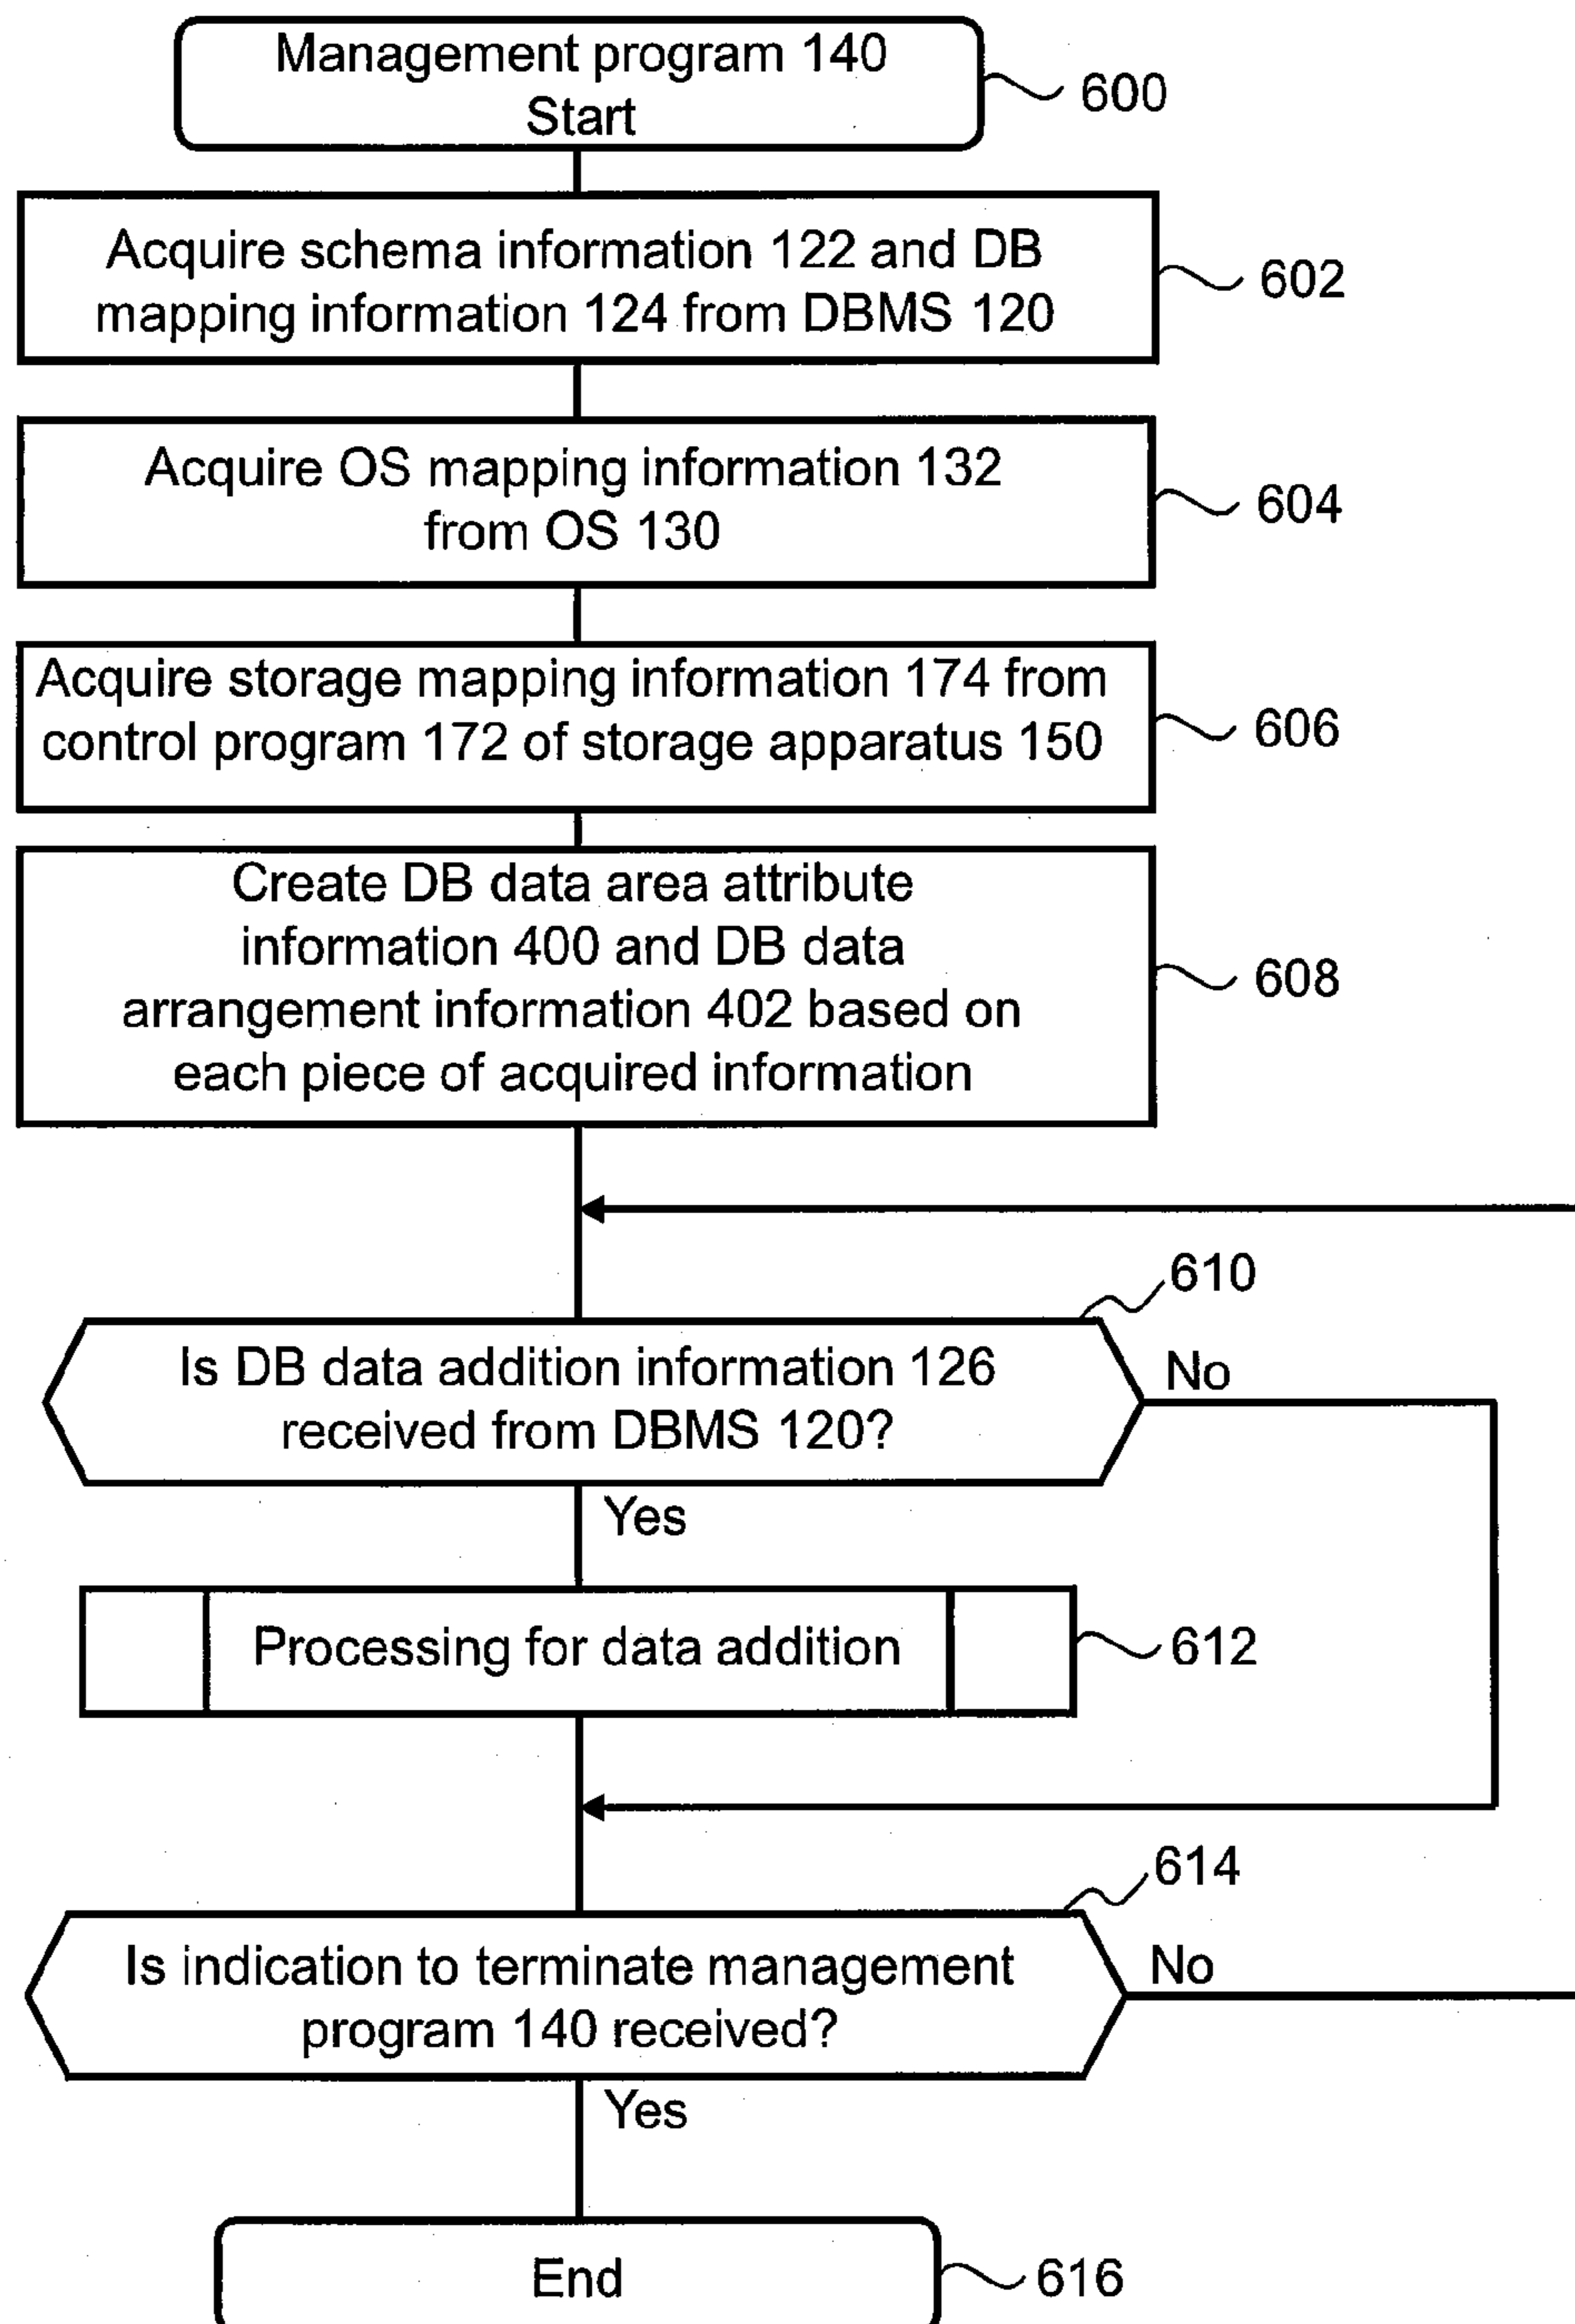 Management program 140
Start
600
Acquire schema information 122 and DB
mapping information 124 from DBMS 120
602
Acquire OS mapping information 132
from OS 130
604
Acquire storage mapping information 174 from
control program 172 of storage apparatus 150
606
Create DB data area attribute
information 400 and DB data
arrangement information 402 based on
each piece of acquired information
608
610
Is DB data addition information 126
received from DBMS 120?
No
Yes
Processing for data addition
612
614
Is indication to terminate management
program 140 received?
No
Yes
End
616